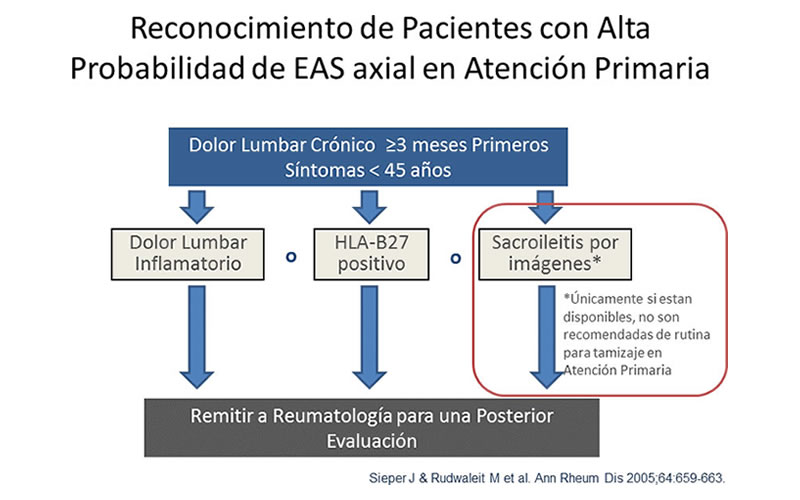 Reconocimiento de Pacientes con Alta
Probabilidad de EAS axial en Atención Primaria
Dolor Lumbar Crónico ≥3 meses Primeros
Síntomas < 45 años
Dolor Lumbar
Inflamatorio
o
HLA-B27
positivo
o
Sacroileitis por
imágenes*
*Únicamente si estan
disponibles, no son
recomendadas de rutina
para tamizaje en
Atención Primaria
Remitir a Reumatología para una Posterior
Evaluación
Sieper J & Rudwaleit M et al. Ann Rheum Dis 2005;64:659-663.